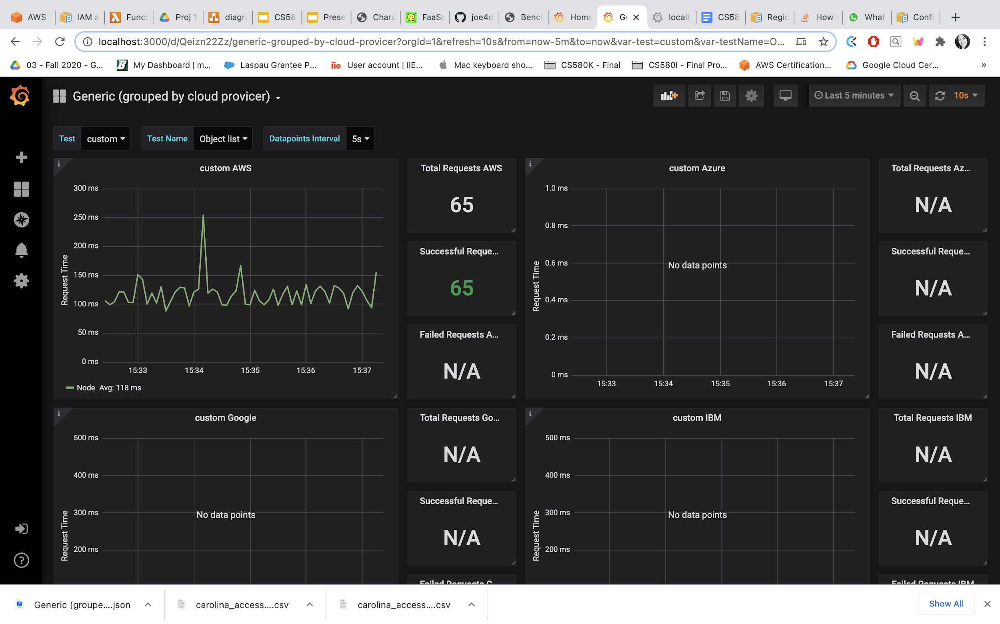 AWS
IAM a
Funct
Proj 1
diagra
CS58
Prese
Chara
FaaSc
joe4d
Benc
Home
Ge
localh
CS58
Regio
How
What
Confi
localhost:3000/d/Qeizn22Zz/generic-grouped-by-cloud-provicer?orgId=1&refresh=10s&from=now-5m&to=now&var-test=custom&var-testName=O...
03 - Fall 2020 - G...
My Dashboard | m...
Laspau Grantee P...
iie User account | IIE...
Mac keyboard sho...
CS580K - Final
CS580I - Final Pro...
AWS Certification...
Google Cloud Cer...
»
Generic (grouped by cloud provicer)
Last 5 minutes
10s
Test custom
Test Name Object list
Datapoints Interval 5s
custom AWS
300 ms
250 ms
200 ms
150 ms
100 ms
50 ms
0 ms
Request Time
15:33 15:34 15:35 15:36 15:37
Node Avg: 118 ms
Total Requests AWS
65
Successful Reque...
65
Failed Requests A...
N/A
custom Azure
1.0 ms
0.8 ms
0.6 ms
0.4 ms
0.2 ms
0 ms
Request Time
No data points
15:33 15:34 15:35 15:36 15:37
Total Requests Az...
N/A
Successful Reque...
N/A
Failed Requests A...
N/A
custom Google
500 ms
400 ms
300 ms
200 ms
Request Time
No data points
Total Requests Go...
N/A
Successful Reque...
N/A
Failed Requests G
custom IBM
500 ms
400 ms
300 ms
200 ms
Request Time
No data points
Total Requests IBM
N/A
Successful Reque...
N/A
Failed Requests IBM
Generic (groupe....json
carolina_access....csv
carolina_access....csv
Show All